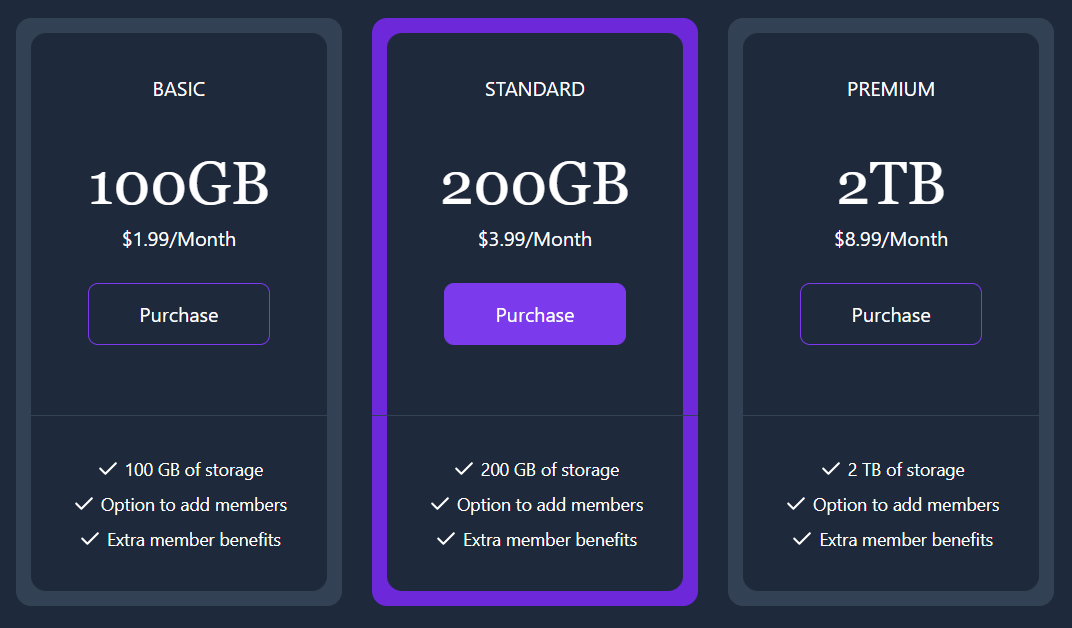 BASIC
100GB
$1.99/Month
Purchase
100 GB of storage
Option to add members
Extra member benefits
STANDARD
200GB
$3.99/Month
Purchase
200 GB of storage
Option to add members
Extra member benefits
PREMIUM
2TB
$8.99/Month
Purchase
2 TB of storage
Option to add members
Extra member benefits